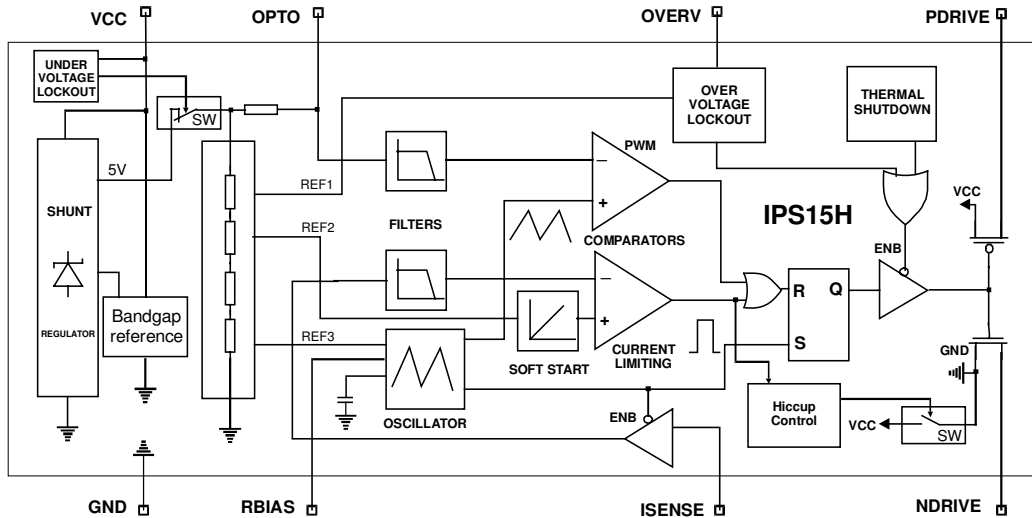 VCC
OPTO
OVERV
PDRIVE
UNDER
VOLTAGE
LOCKOUT
SW
OVER
VOLTAGE
LOCKOUT
THERMAL
SHUTDOWN
PWM
5V
REF1
SHUNT
FILTERS
IPS15H
VCC
REF2
COMPARATORS
ENB
REGULATOR
Bandgap
reference
R
Q
S
REF3
SOFT START
CURRENT
LIMITING
GND
OSCILLATOR
ENB
Hiccup
Control
VCC
SW
GND
RBIAS
ISENSE
NDRIVE